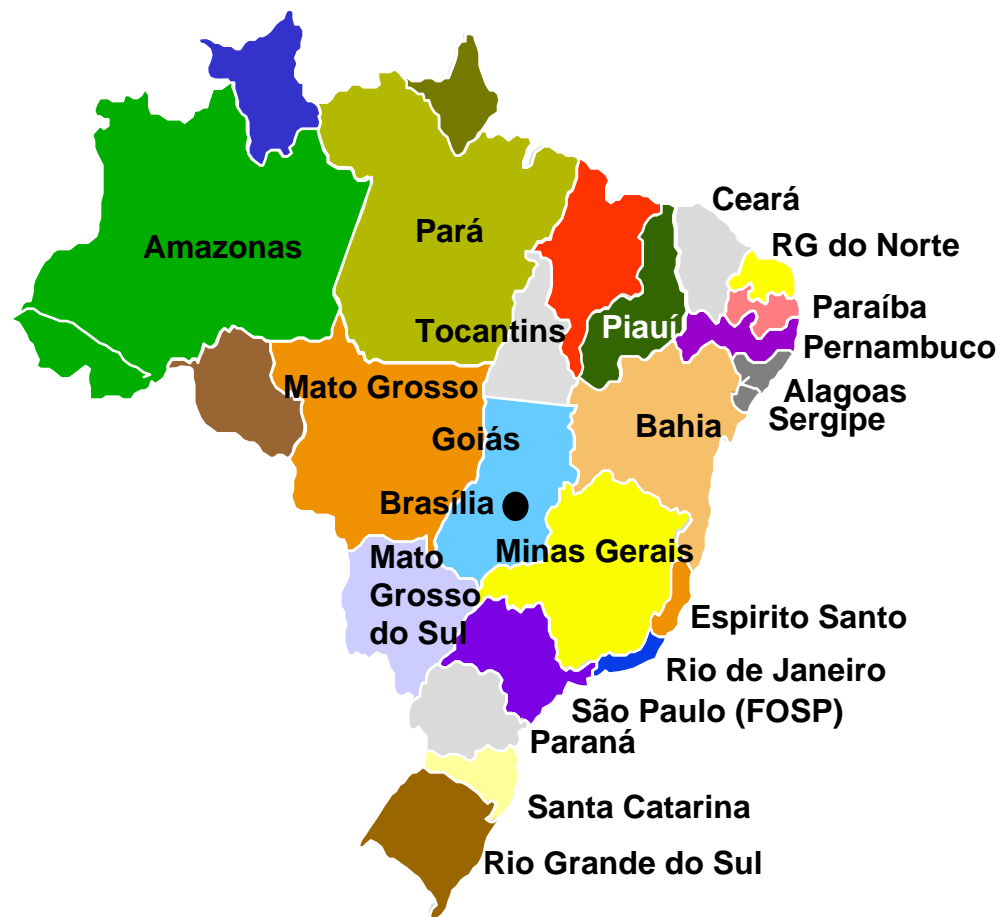 Ceará
RG do Norte
Amazonas
Pará
Paraíba
Tocantins
Piauí
Pernambuco
Mato Grosso
Alagoas
Sergipe
Goiás
Bahia
Brasília
Minas Gerais
Mato
Grosso
do Sul
Espirito Santo
Rio de Janeiro
São Paulo (FOSP)
Paraná
Santa Catarina
Rio Grande do Sul